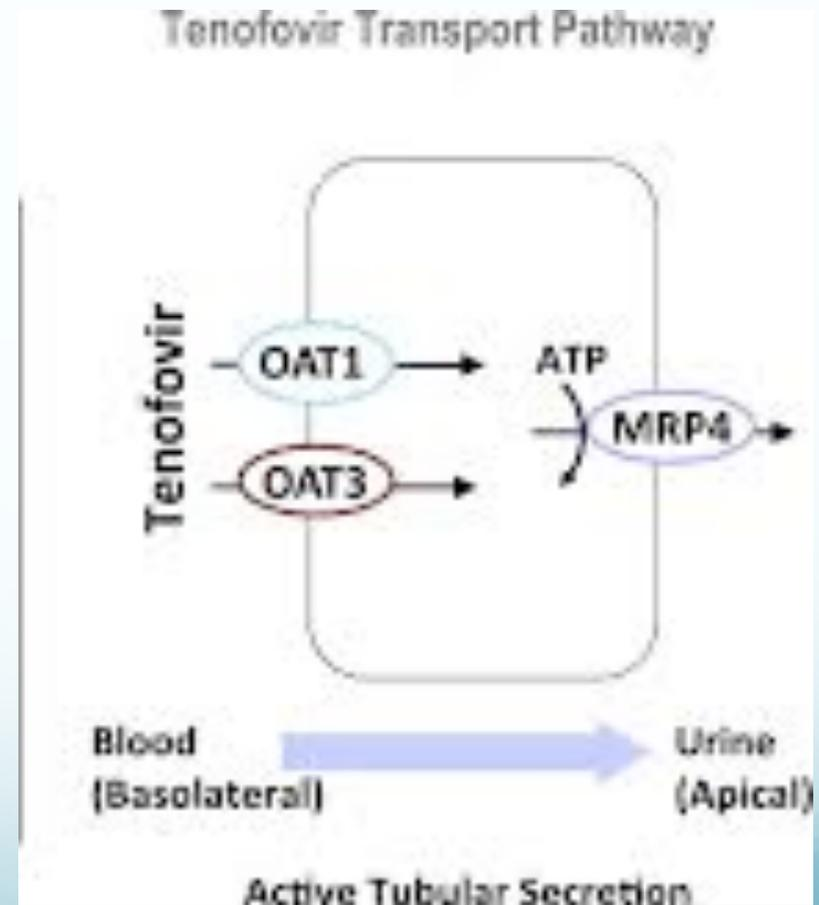 Tenofovir Transport Pathway
Tenofovir
OAT1
ATP
MRP4
OAT3
Blood
(Basolateral)
Urine
(Apical)
Active Tubular Secretion